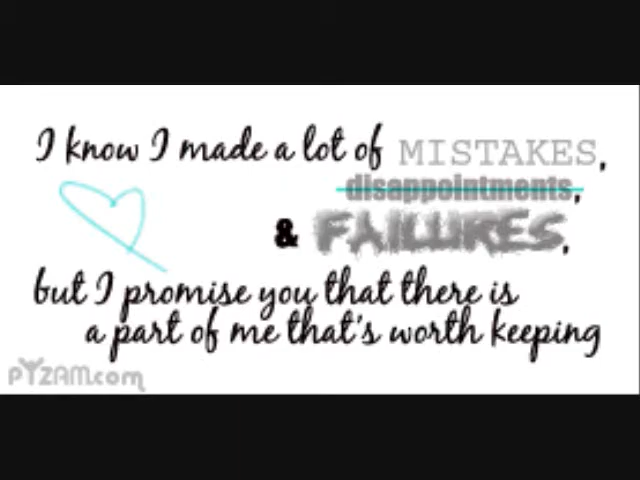 I know I made a lot of MISTAKES,
disappointments,
& FAILURES,
but I promise you that there is
a part of me that's worth keeping
pYzAM.com